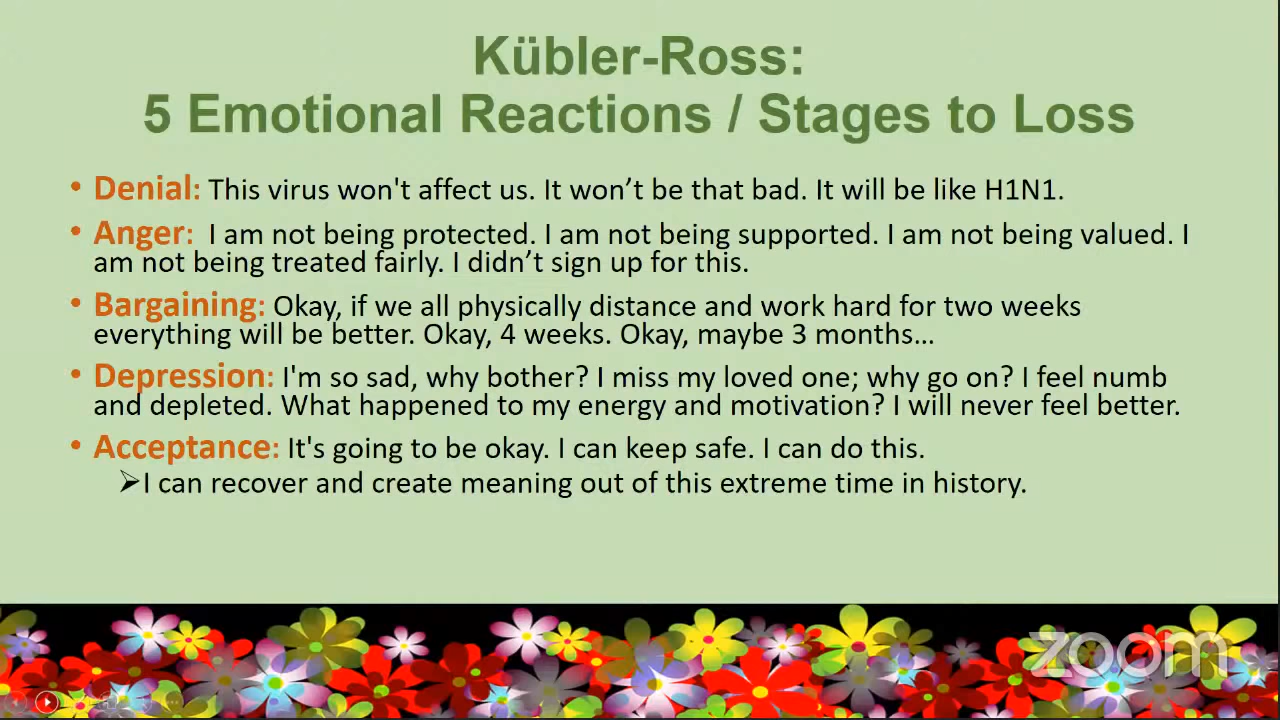 Kübler-Ross:
5 Emotional Reactions / Stages to Loss
• Denial: This virus won't affect us. It won’t be that bad. It will be like H1N1.
• Anger: I am not being protected. I am not being supported. I am not being valued. I
am not being treated fairly. I didn’t sign up for this.
• Bargaining: Okay, if we all physically distance and work hard for two weeks
everything will be better. Okay, 4 weeks. Okay, maybe 3 months…
• Depression: I'm so sad, why bother? I miss my loved one; why go on? I feel numb
and depleted. What happened to my energy and motivation? I will never feel better.
• Acceptance: It's going to be okay. I can keep safe. I can do this.
➢I can recover and create meaning out of this extreme time in history.
zoom